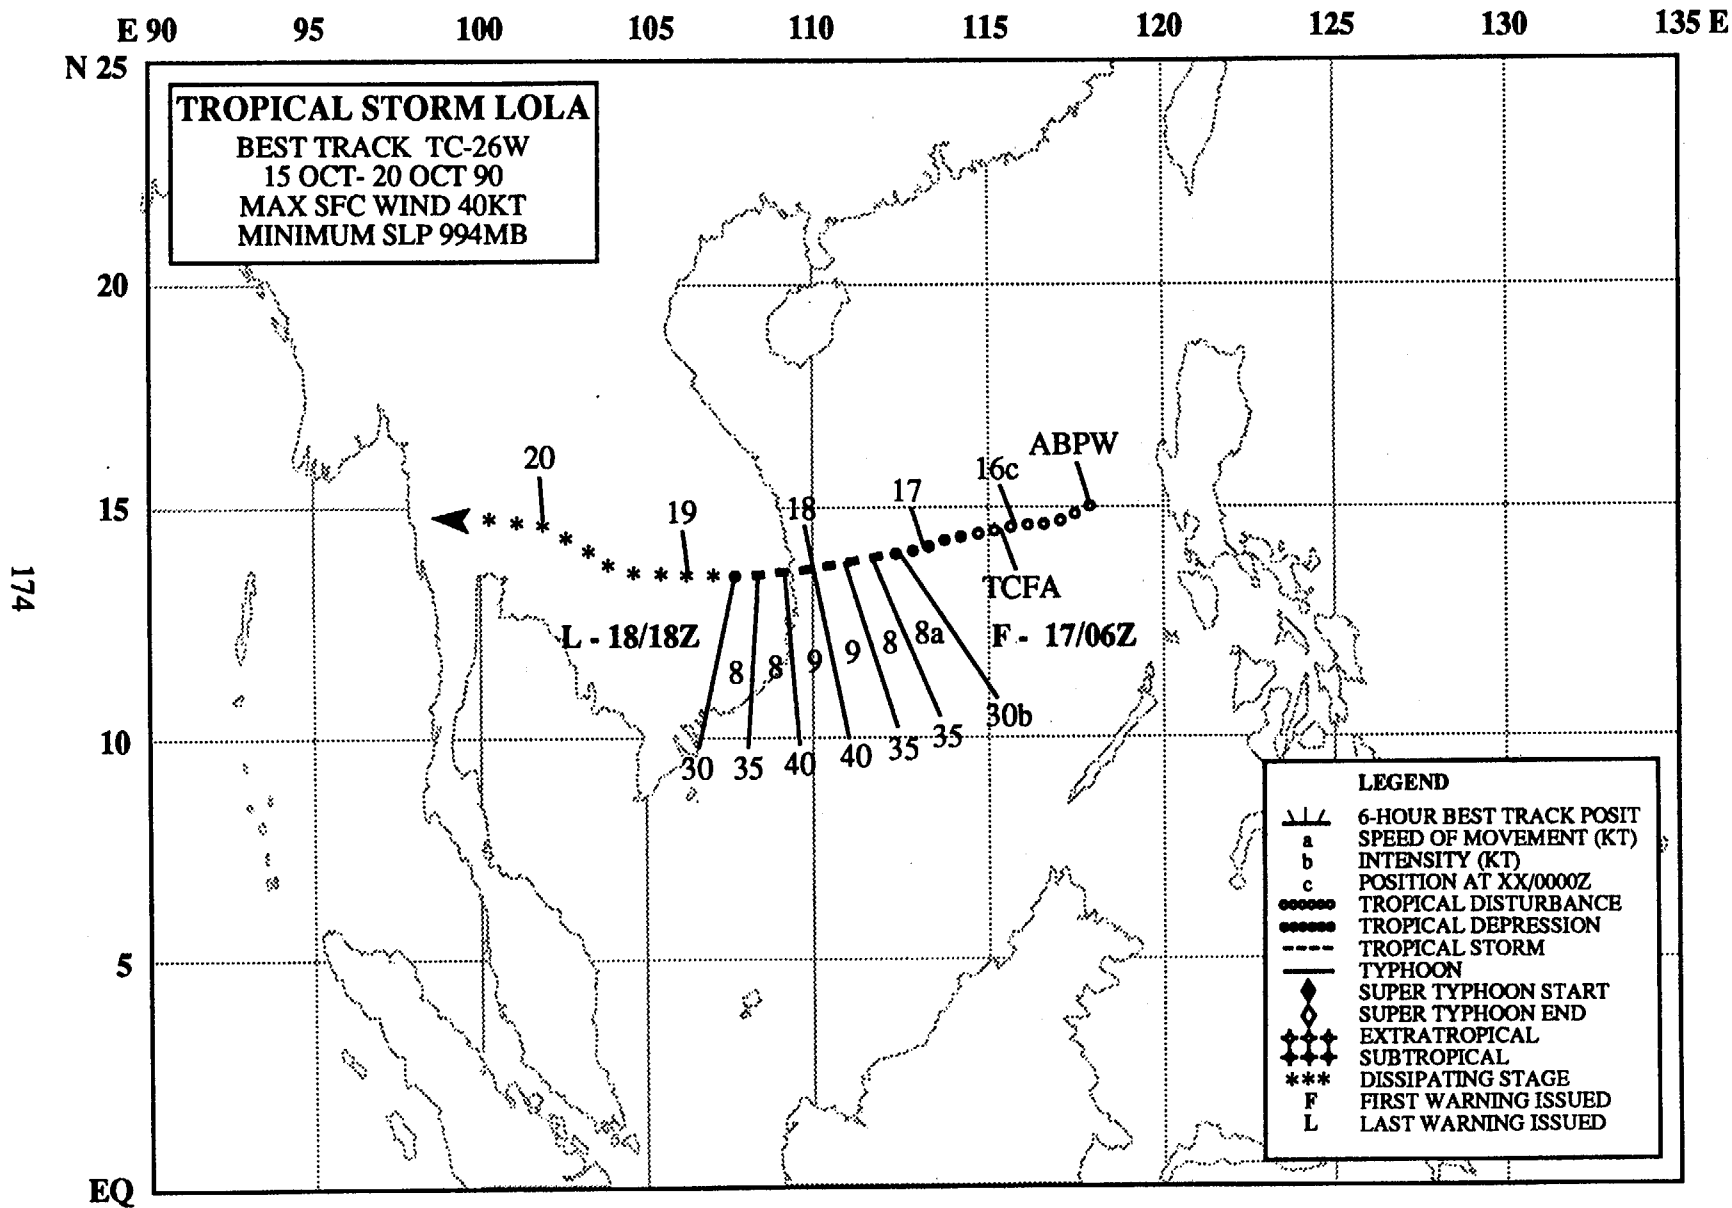 E 90 95 100 105 110 115 120 125 130 135 E
N 25
TROPICAL STORM LOLA
BEST TRACK TC-26W
15 OCT- 20 OCT 90
MAX SFC WIND 40KT
MINIMUM SLP 994MB
20
ABPW
20
16c
17
19
18
15
174
TCFA
L - 18/18Z
F - 17/06Z
8 8 9 9 8 8a
30b
10
30 35 40 40 35 35
LEGEND
6-HOUR BEST TRACK POSIT
a SPEED OF MOVEMENT (KT)
b INTENSITY (KT)
c POSITION AT XX/0000Z
TROPICAL DISTURBANCE
TROPICAL DEPRESSION
TROPICAL STORM
TYPHOON
SUPER TYPHOON START
SUPER TYPHOON END
EXTRATROPICAL
SUBTROPICAL
*** DISSIPATING STAGE
F FIRST WARNING ISSUED
L LAST WARNING ISSUED
5
EQ